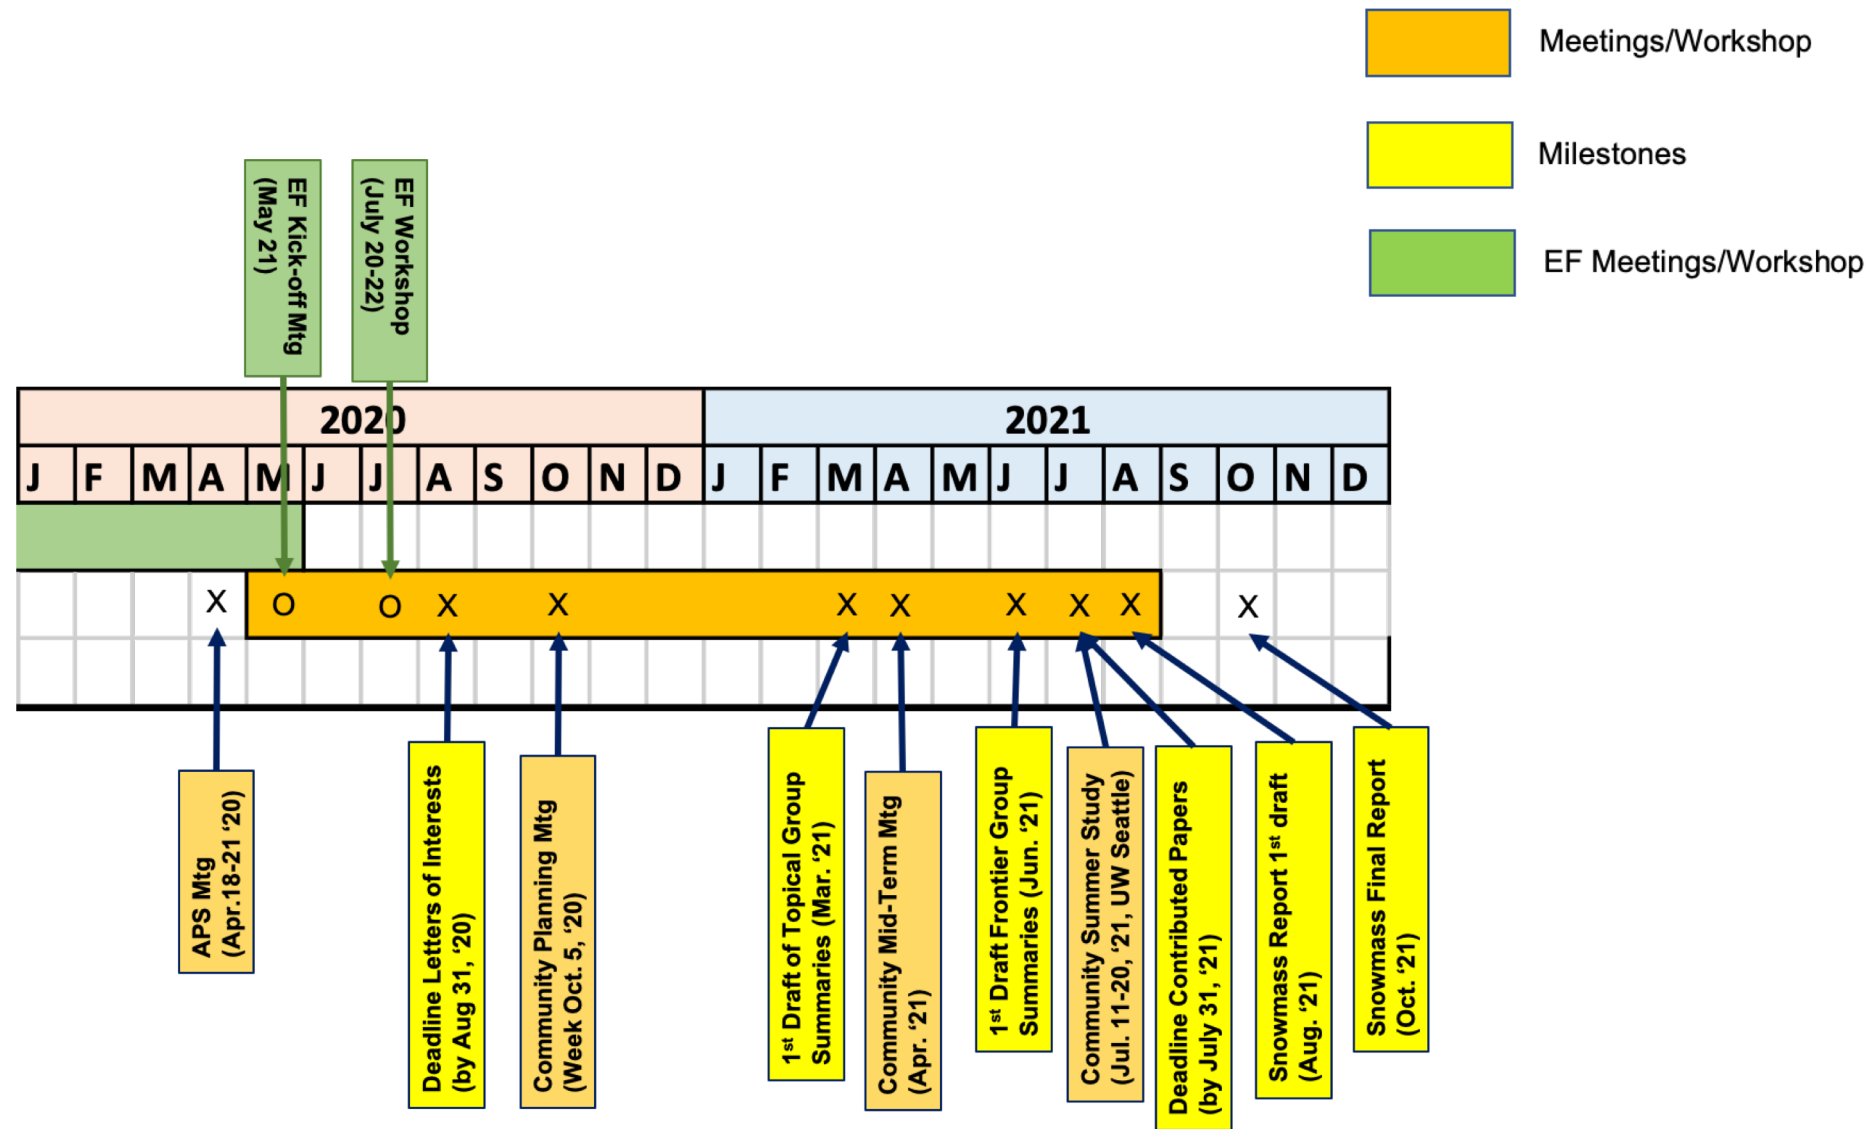 Meetings/Workshop
Milestones
EF Meetings/Workshop
EF Kick-off Mtg
(May 21)
EF Workshop
(July 20-22)
2020
2021
J F M A M J J A S O N D J F M A M J J A S O N D
X O O X X X X X X X X
APS Mtg
(Apr.18-21 ‘20)
Deadline Letters of Interests
(by Aug 31, ‘20)
Community Planning Mtg
(Week Oct. 5, ‘20)
1st Draft of Topical Group
Summaries (Mar. ‘21)
Community Mid-Term Mtg
(Apr. ‘21)
1st Draft Frontier Group
Summaries (Jun. ‘21)
Community Summer Study
(Jul. 11-20, ‘21, UW Seattle)
Deadline Contributed Papers
(by July 31, ‘21)
Snowmass Report 1st draft
(Aug. ‘21)
Snowmass Final Report
(Oct. ‘21)